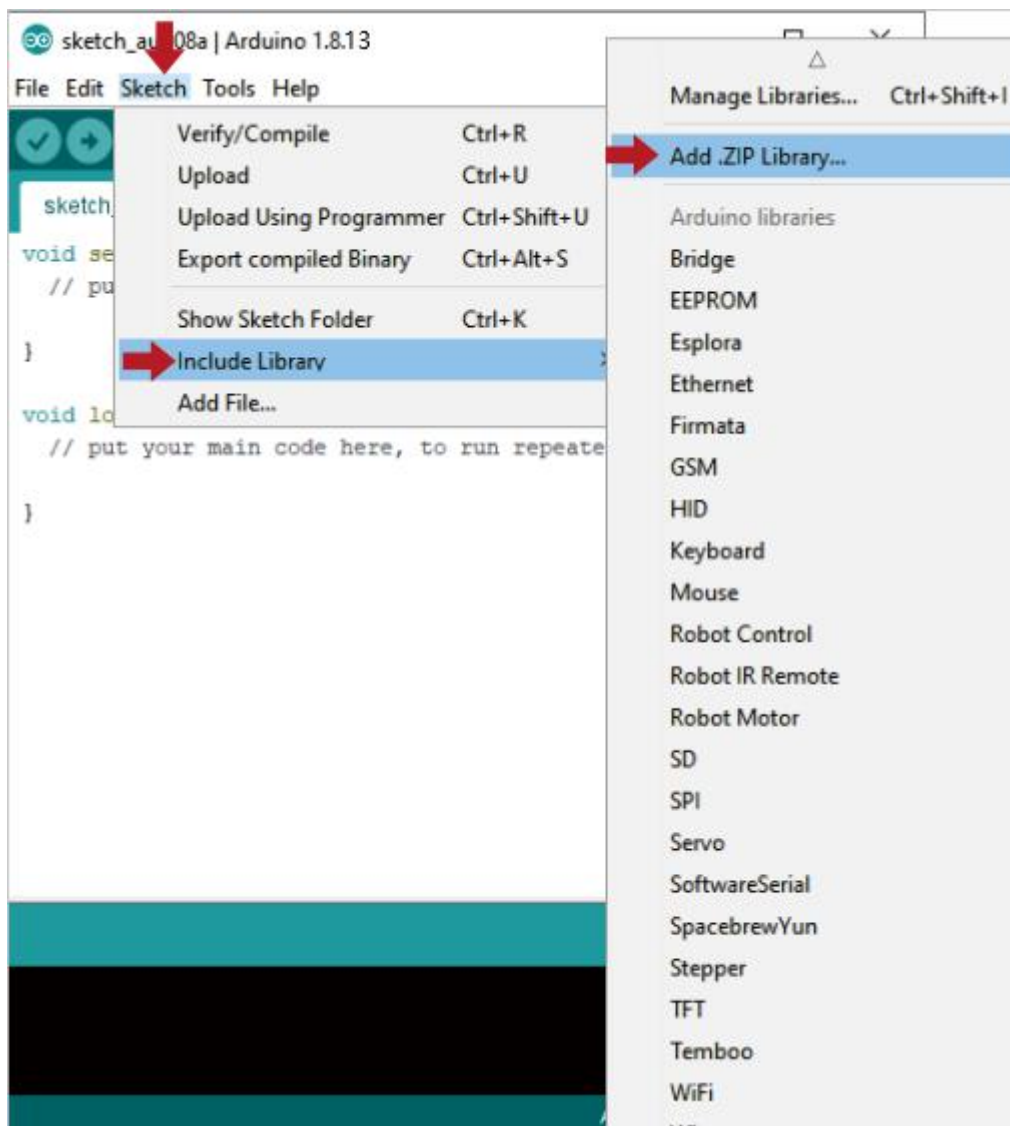 sketch_au 08a | Arduino 1.8.13
File Edit Sketch Tools Help
Verify/Compile Ctrl+R
Upload Ctrl+U
Upload Using Programmer Ctrl+Shift+U
Export compiled Binary Ctrl+Alt+S
Show Sketch Folder Ctrl+K
Include Library
Add File...
sketch_
void se
// pu
}
void lo
// put your main code here, to run repeate
}
Manage Libraries... Ctrl+Shift+I
Add .ZIP Library...
Arduino libraries
Bridge
EEPROM
Esplora
Ethernet
Firmata
GSM
HID
Keyboard
Mouse
Robot Control
Robot IR Remote
Robot Motor
SD
SPI
Servo
SoftwareSerial
SpacebrewYun
Stepper
TFT
Temboo
WiFi